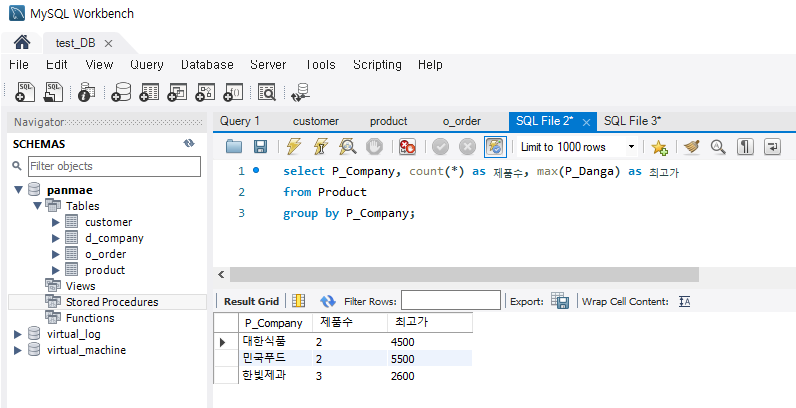 MySQL Workbench
test_DB
File Edit View Query Database Server Tools Scripting Help
Navigator
SCHEMAS
Filter objects
panmae
Tables
customer
d_company
o_order
product
Views
Stored Procedures
Functions
virtual_log
virtual_machine
Query 1 customer product o_order SQL File 2* SQL File 3*
Limit to 1000 rows
1 select P_Company, count(*) as 제품수, max(P_Danga) as 최고가
2 from Product
3 group by P_Company;
Result Grid Filter Rows: Export: Wrap Cell Content:
P_Company 제품수 최고가
대한식품 2 4500
민국푸드 2 5500
한빛제과 3 2600